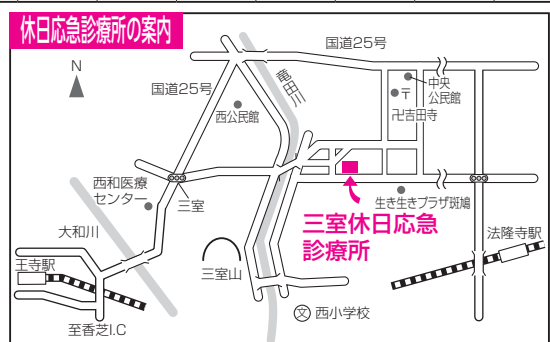 休日応急診療所の案内
国道25号
N
国道25号
竜田川
中央
公民館
〒
卍吉田寺
西公民館
西和医療
センター
三室
生き生きプラザ斑鳩
三室休日応急
診療所
大和川
法隆寺駅
王寺駅
三室山
文 西小学校
至香芝I.C